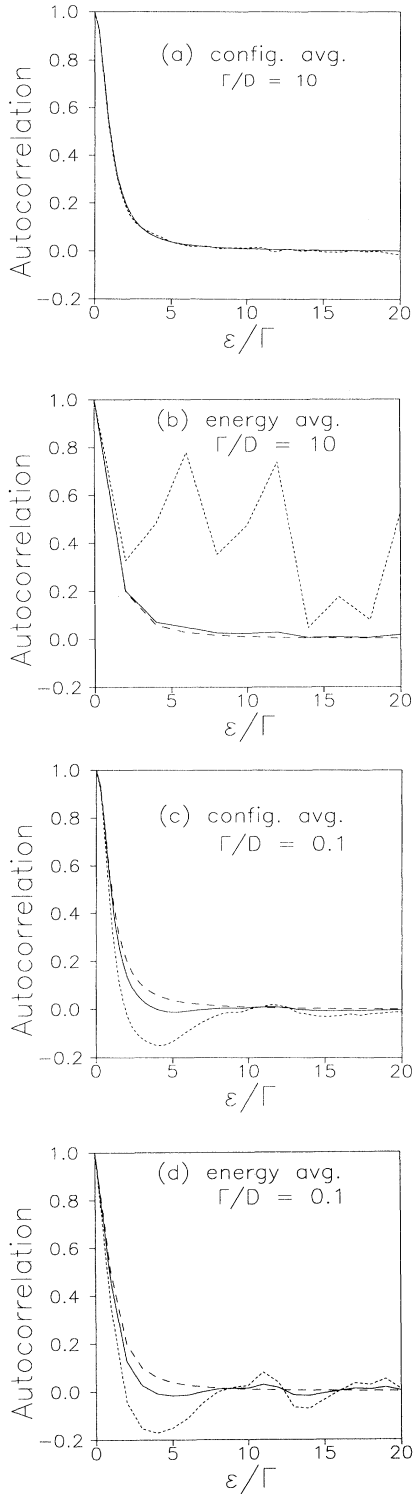 1.0
0.8
0.6
0.4
0.2
0.0
−0.2
Autocorrelation
(a) config. avg.
Γ/D = 10
0 5 10 15 20
ε/Γ
1.0
0.8
0.6
0.4
0.2
0.0
−0.2
Autocorrelation
(b) energy avg.
Γ/D = 10
0 5 10 15 20
ε/Γ
1.0
0.8
0.6
0.4
0.2
0.0
−0.2
Autocorrelation
(c) config. avg.
Γ/D = 0.1
0 5 10 15 20
ε/Γ
1.0
0.8
0.6
0.4
0.2
0.0
−0.2
Autocorrelation
(d) energy avg.
Γ/D = 0.1
0 5 10 15 20
ε/Γ